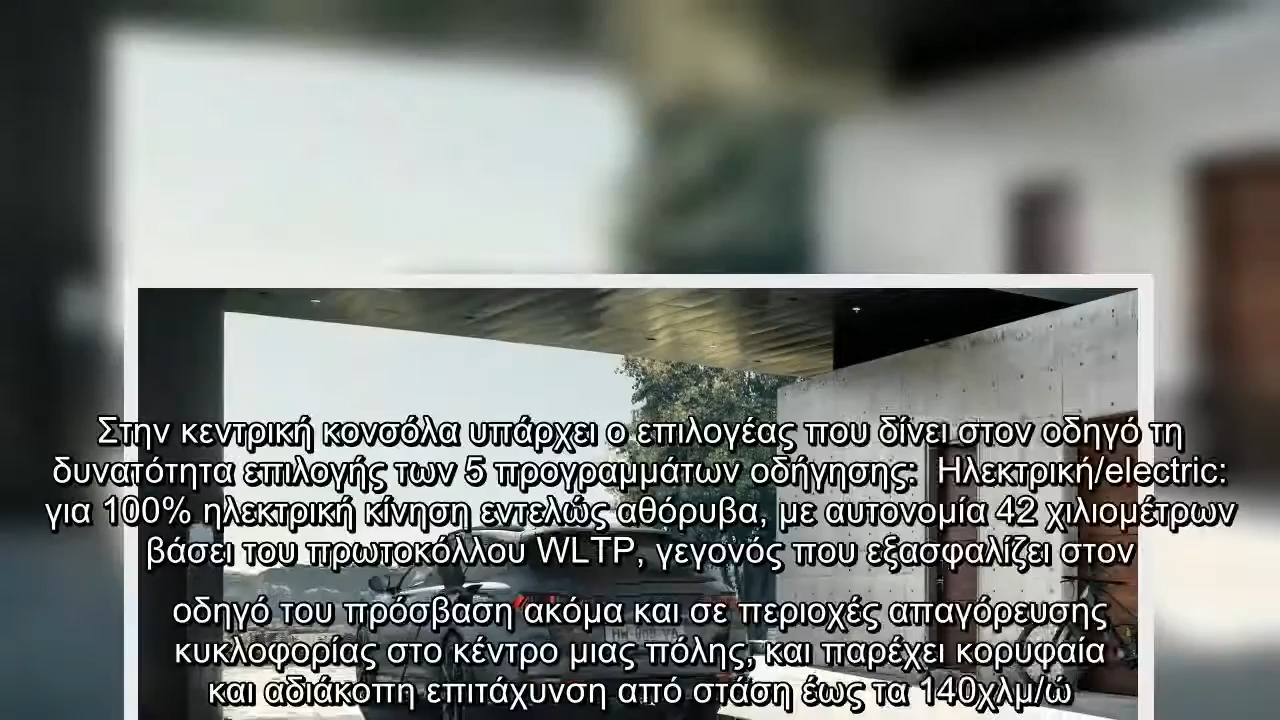 Στην κεντρική κονσόλα υπάρχει ο επιλογέας που δίνει στον οδηγό τη
δυνατότητα επιλογής των 5 προγραμμάτων οδήγησης:  Ηλεκτρική/electric:
για 100% ηλεκτρική κίνηση εντελώς αθόρυβα, με αυτονομία 42 χιλιομέτρων
βάσει του πρωτοκόλλου WLTP, γεγονός που εξασφαλίζει στον
οδηγό του πρόσβαση ακόμα και σε περιοχές απαγόρευσης
κυκλοφορίας στο κέντρο μιας πόλης, και παρέχει κορυφαία
και αδιάκοπη επιτάχυνση από στάση έως τα 140χλμ/ώ